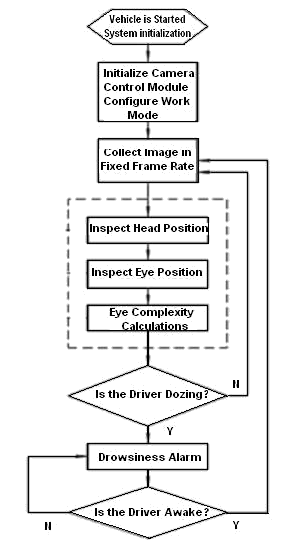 Vehicle is Started
System initialization
Initialize Camera
Control Module
Configure Work
Mode
Collect Image in
Fixed Frame Rate
Inspect Head Position
Inspect Eye Position
Eye Complexity
Calculations
Is the Driver Dozing?
N
Y
Drowsiness Alarm
Is the Driver Awake?
N
Y